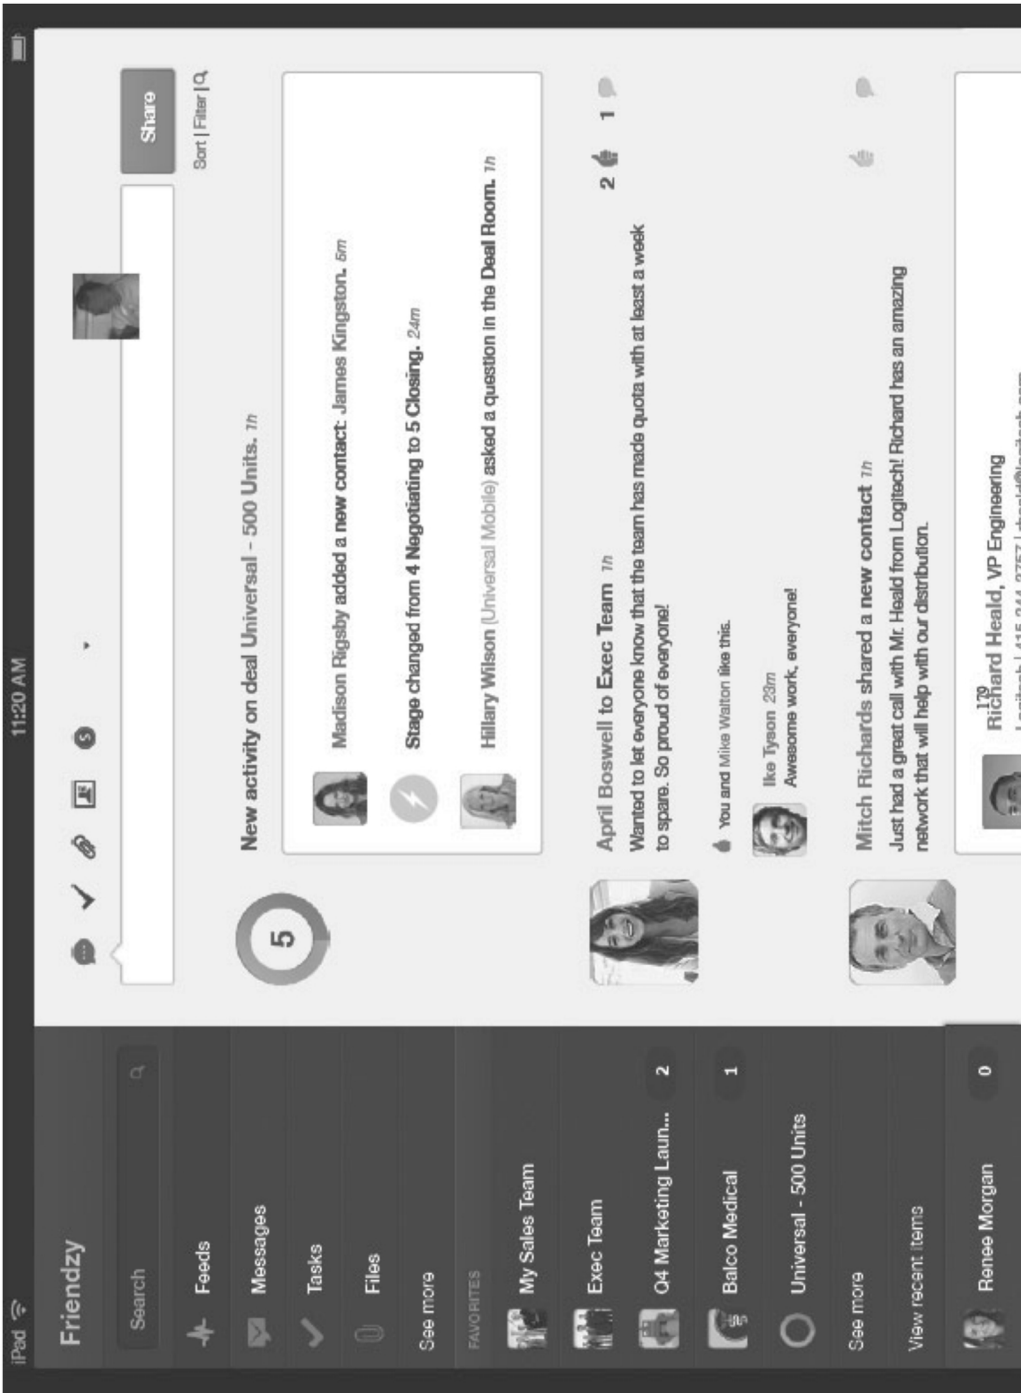 iPad
11:20 AM
Friendzy
Search
Feeds
Messages
Tasks
Files
See more
FAVORITES
My Sales Team
Exec Team
Q4 Marketing Laun... 2
Balco Medical 1
Universal - 500 Units
See more
View recent items
Renee Morgan 0
Share
Sort | Filter |
5
New activity on deal Universal - 500 Units. 1h
Madison Rigsby added a new contact: James Kingston. 5m
Stage changed from 4 Negotiating to 5 Closing. 24m
Hillary Wilson (Universal Mobile) asked a question in the Deal Room. 1h
April Boswell to Exec Team 1h
2 1
Wanted to let everyone know that the team has made quota with at least a week
to spare. So proud of everyone!
You and Mike Walton like this.
Ike Tyson 23m
Awesome work, everyone!
Mitch Richards shared a new contact 1h
Just had a great call with Mr. Heald from Logitech! Richard has an amazing
network that will help with our distribution.
179
Richard Heald, VP Engineering